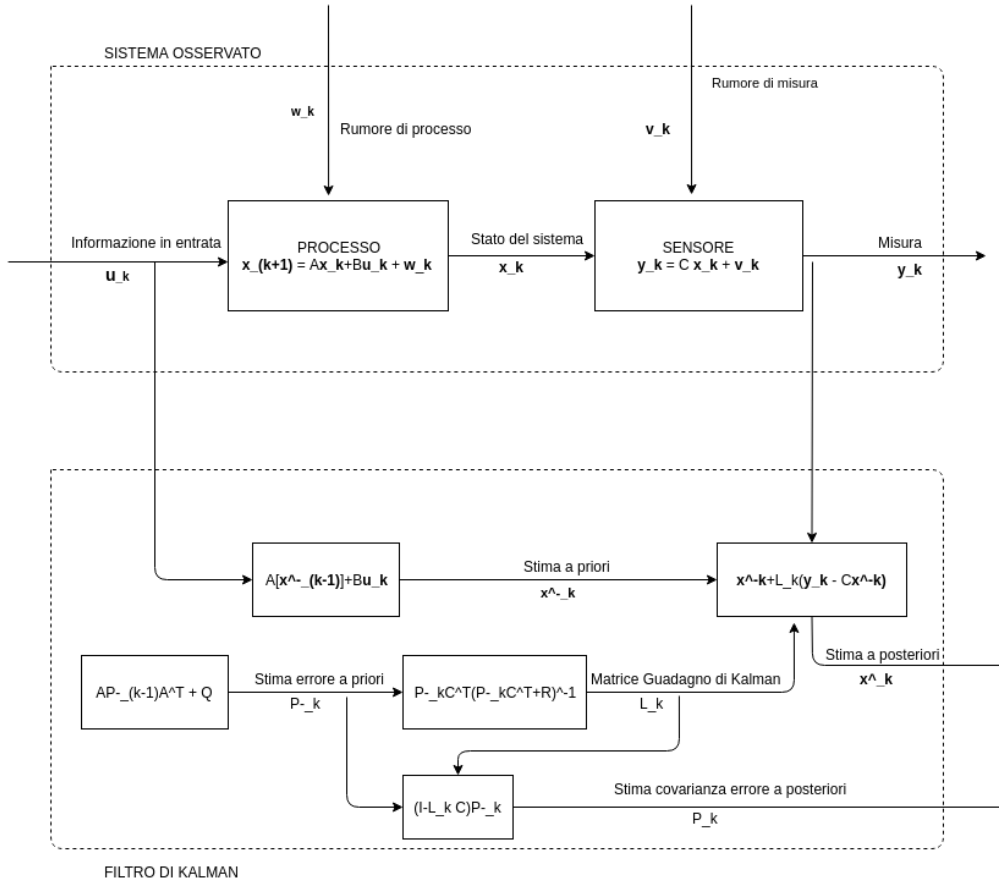 SISTEMA OSSERVATO
Rumore di misura
w_k
Rumore di processo
v_k
Informazione in entrata
u_k
PROCESSO
x_(k+1) = Ax_k+Bu_k + w_k
Stato del sistema
x_k
SENSORE
y_k = C x_k + v_k
Misura
y_k
A[x^-_(k-1)]+Bu_k
Stima a priori
x^-_k
x^-k+L_k(y_k - Cx^-k)
Stima a posteriori
x^_k
AP-_(k-1)A^T + Q
Stima errore a priori
P-_k
P-_kC^T(P-_kC^T+R)^-1
Matrice Guadagno di Kalman
L_k
(I-L_k C)P-_k
Stima covarianza errore a posteriori
P_k
FILTRO DI KALMAN